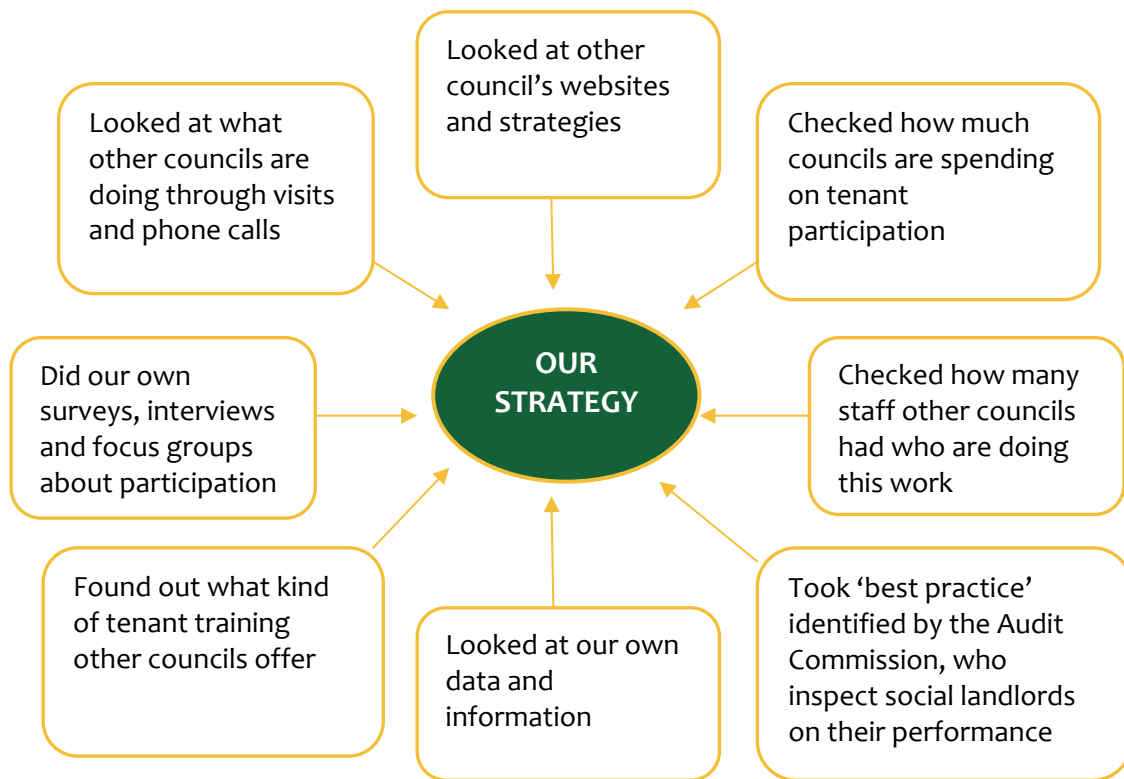 Looked at other
council’s websites
and strategies
Looked at what
other councils are
doing through visits
and phone calls
Checked how much
councils are spending
on tenant
participation
OUR
STRATEGY
Did our own
surveys, interviews
and focus groups
about participation
Checked how many
staff other councils
had who are doing
this work
Found out what kind
of tenant training
other councils offer
Looked at our own
data and
information
Took ‘best practice’
identified by the Audit
Commission, who
inspect social landlords
on their performance